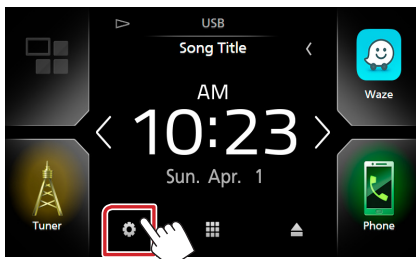 USB
Song Title
Waze
AM
10:23
Sun. Apr. 1
Tuner
Phone